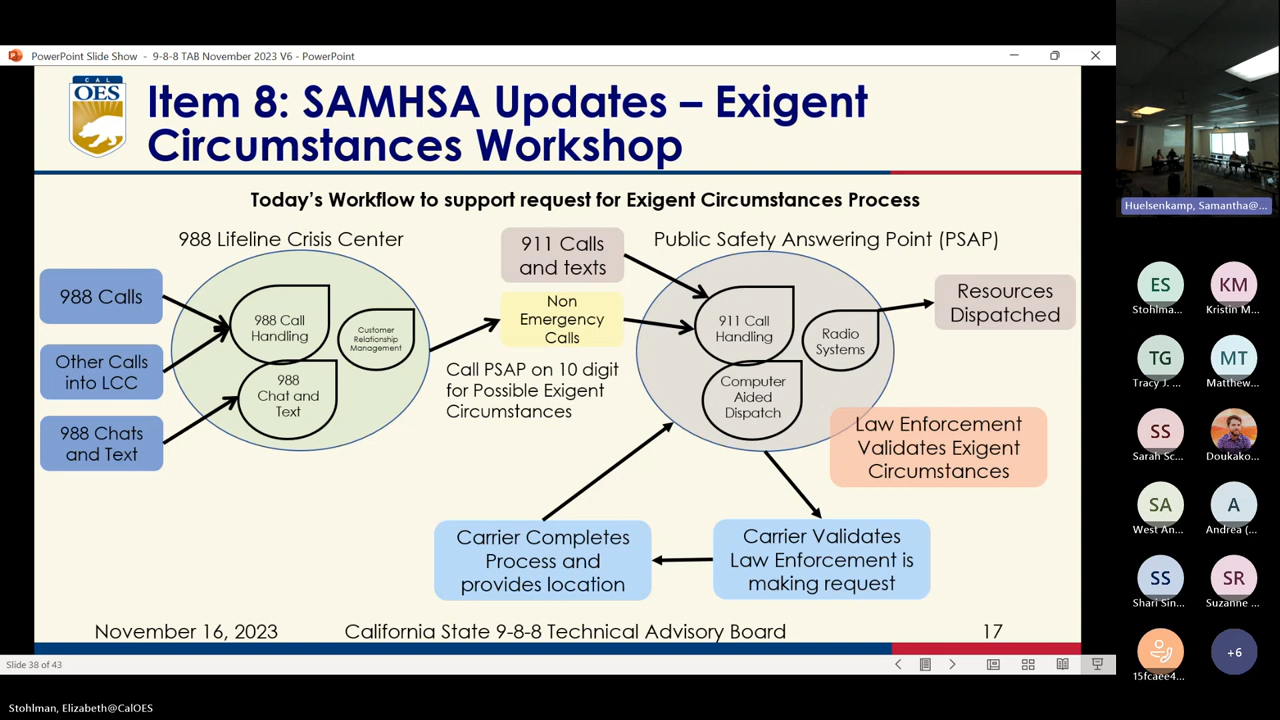 PowerPoint Slide Show - 9-8-8 TAB November 2023 V6 - PowerPoint
CAL
OES
Item 8: SAMHSA Updates – Exigent
Circumstances Workshop
Today's Workflow to support request for Exigent Circumstances Process
988 Lifeline Crisis Center
911 Calls
and texts
Public Safety Answering Point (PSAP)
988 Calls
Other Calls
into LCC
988 Chats
and Text
988 Call
Handling
Customer
Relationship
Management
988
Chat and
Text
Non
Emergency
Calls
Call PSAP on 10 digit
for Possible Exigent
Circumstances
911 Call
Handling
Radio
Systems
Computer
Aided
Dispatch
Resources
Dispatched
Law Enforcement
Validates Exigent
Circumstances
Carrier Completes
Process and
provides location
Carrier Validates
Law Enforcement is
making request
November 16, 2023
California State 9-8-8 Technical Advisory Board
17
Slide 38 of 43
Stohlman, Elizabeth@CalOES
Huelsenkamp, Samantha@...
ES
Stohlma...
KM
Kristin M...
TG
Tracy J. ...
MT
Matthew...
SS
Sarah Sc...
Doukako...
SA
West An...
A
Andrea (...
SS
Shari Sin...
SR
Suzanne ...
15fcaee4...
+6